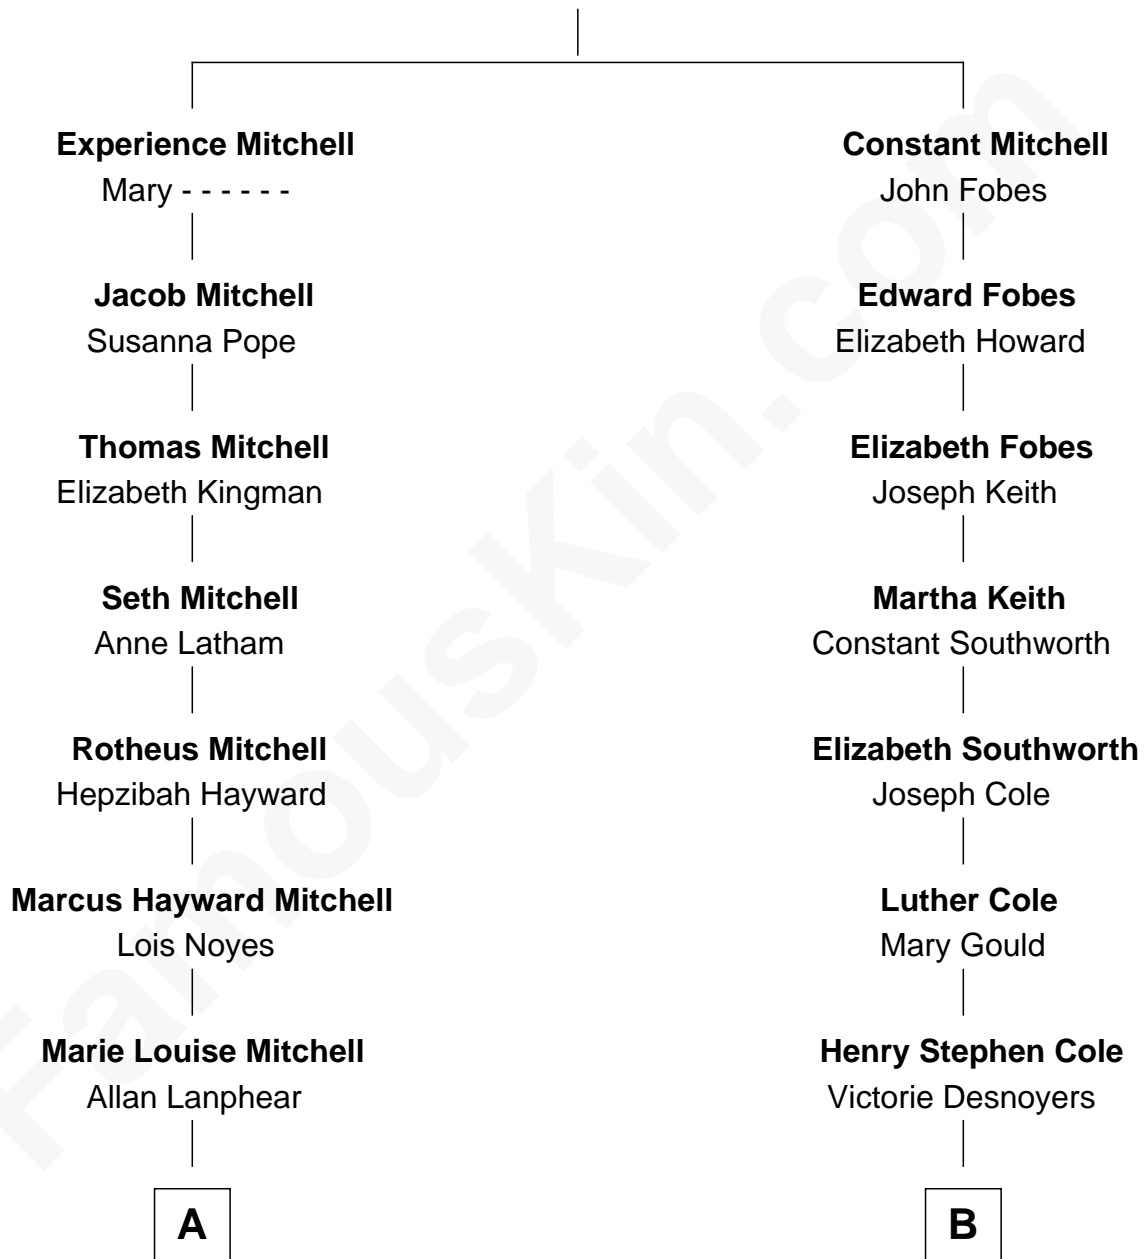 Experience Mitchell
Mary - - - - - -
Jacob Mitchell
Susanna Pope
Thomas Mitchell
Elizabeth Kingman
Seth Mitchell
Anne Latham
Rotheus Mitchell
Hepzibah Hayward
Marcus Hayward Mitchell
Lois Noyes
Marie Louise Mitchell
Allan Lanphear
A
Constant Mitchell
John Fobes
Edward Fobes
Elizabeth Howard
Elizabeth Fobes
Joseph Keith
Martha Keith
Constant Southworth
Elizabeth Southworth
Joseph Cole
Luther Cole
Mary Gould
Henry Stephen Cole
Victorie Desnoyers
B
FamousKin.com